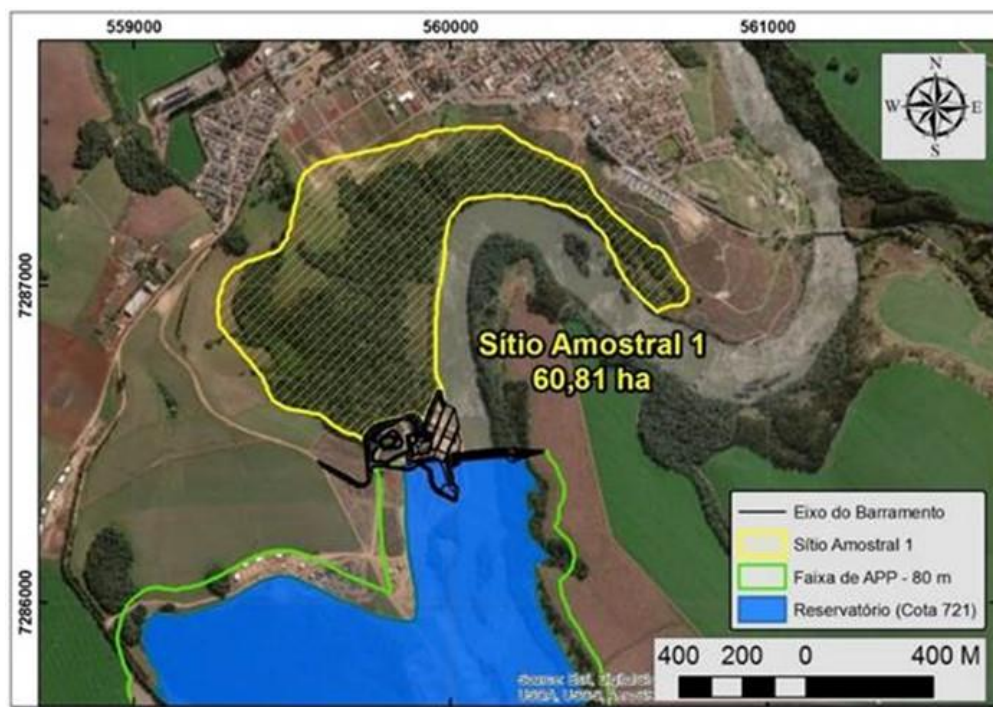 559000 560000 561000
N
W E
S
7287000
7286000
Sítio Amostral 1
60,81 ha
Eixo do Barramento
Sítio Amostral 1
Faixa de APP - 80 m
Reservatório (Cota 721)
400 200 0 400 M